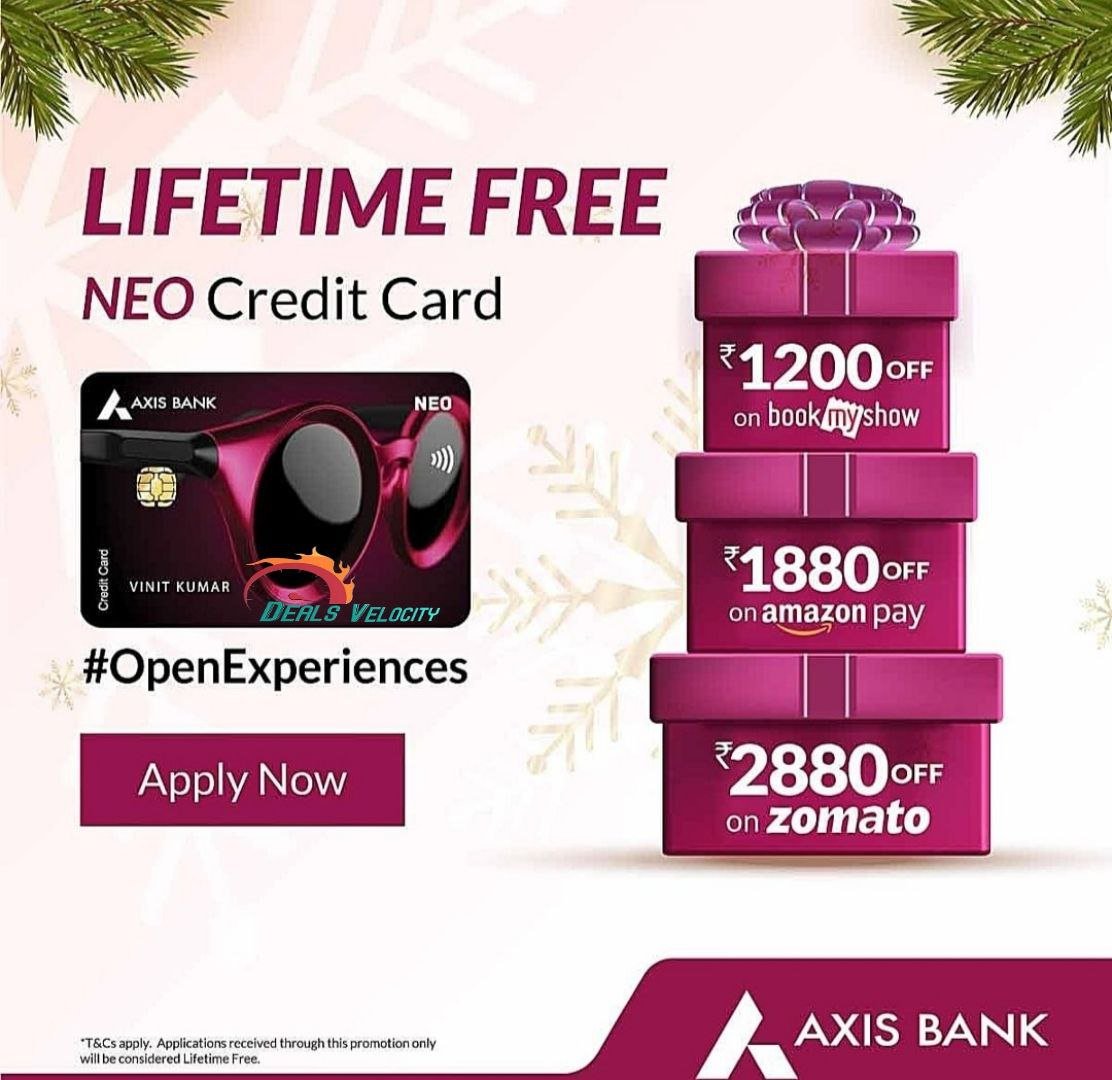 LIFETIME FREE
NEO Credit Card
AXIS BANK
NEO
Credit Card
VINIT KUMAR
DEALS VELOCITY
#OpenExperiences
Apply Now
₹1200 OFF
on bookmyshow
₹1880 OFF
on amazon pay
₹2880 OFF
on zomato
*T&Cs apply. Applications received through this promotion only
will be considered Lifetime Free.
AXIS BANK